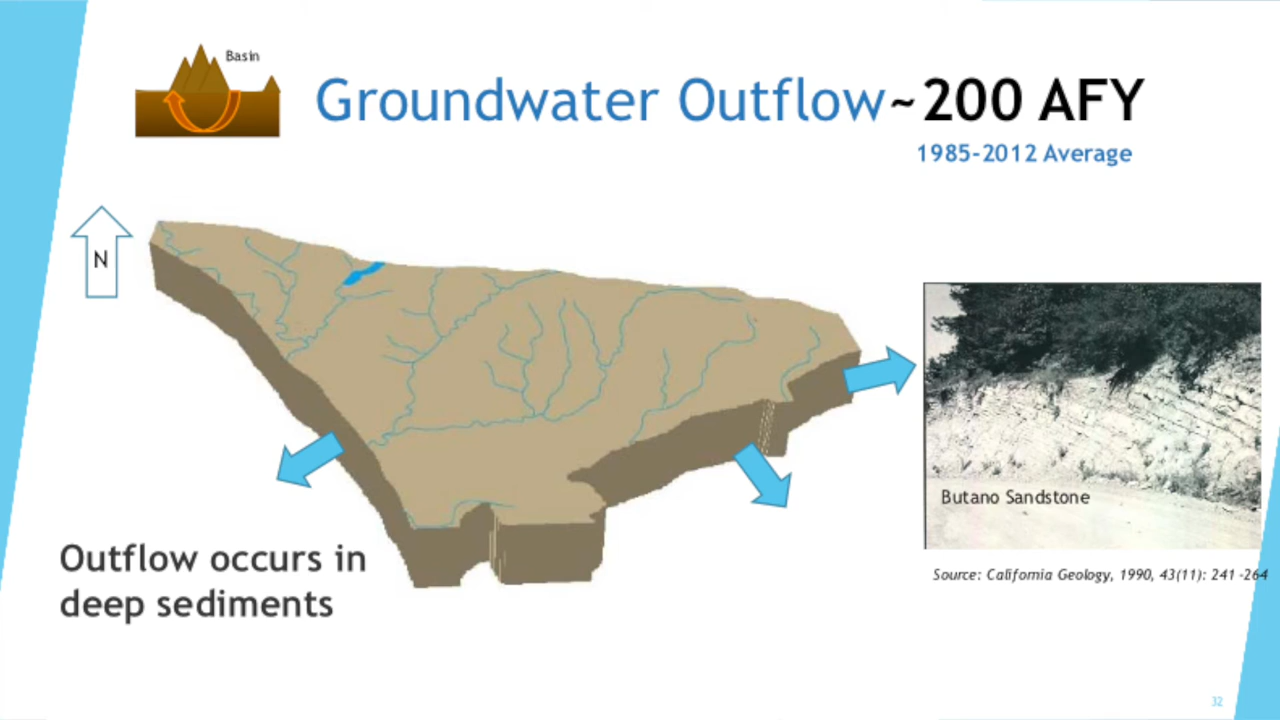 Basin
Groundwater Outflow~200 AFY
1985-2012 Average
N
Butano Sandstone
Source: California Geology, 1990, 43(11): 241-264
Outflow occurs in
deep sediments
32